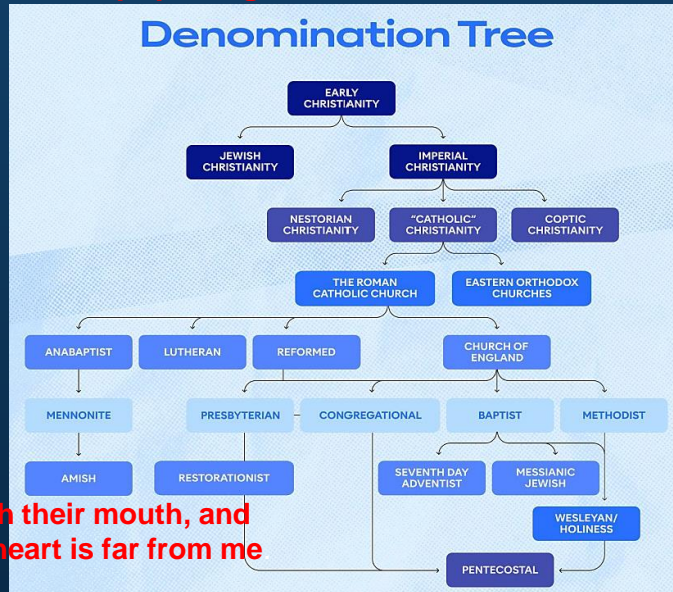 Denomination Tree
EARLY
CHRISTIANITY
JEWISH
CHRISTIANITY
IMPERIAL
CHRISTIANITY
NESTORIAN
CHRISTIANITY
"CATHOLIC"
CHRISTIANITY
COPTIC
CHRISTIANITY
THE ROMAN
CATHOLIC CHURCH
EASTERN ORTHODOX
CHURCHES
ANABAPTIST
LUTHERAN
REFORMED
CHURCH OF
ENGLAND
MENNONITE
PRESBYTERIAN
CONGREGATIONAL
BAPTIST
METHODIST
AMISH
RESTORATIONIST
SEVENTH DAY
ADVENTIST
MESSIANIC
JEWISH
their mouth, and
heart is far from me
WESLEYAN/
HOLINESS
PENTECOSTAL